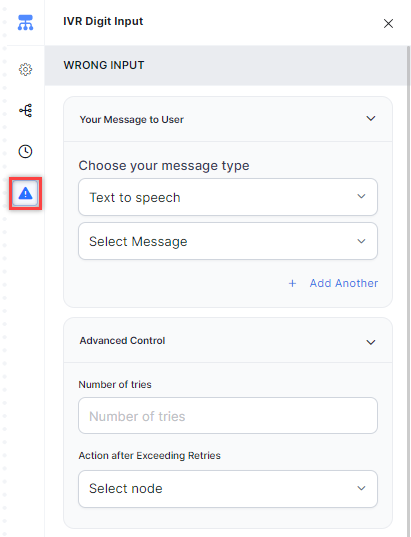 IVR Digit Input
WRONG INPUT
Your Message to User
Choose your message type
Text to speech
Select Message
+ Add Another
Advanced Control
Number of tries
Number of tries
Action after Exceeding Retries
Select node